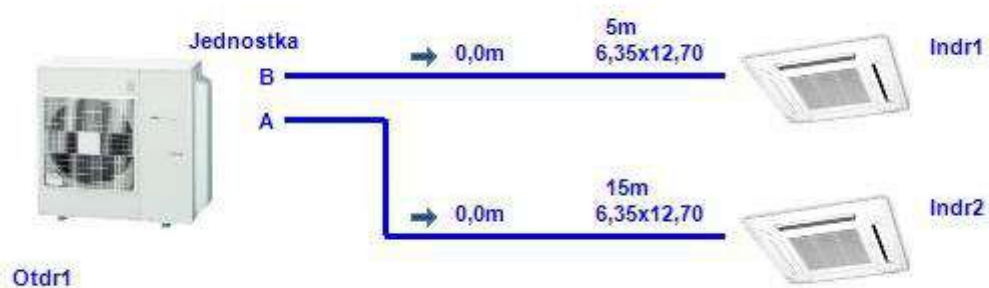 Jednostka
B
A
0,0m
5m
6,35x12,70
Indr1
0,0m
15m
6,35x12,70
Indr2
Otdr1